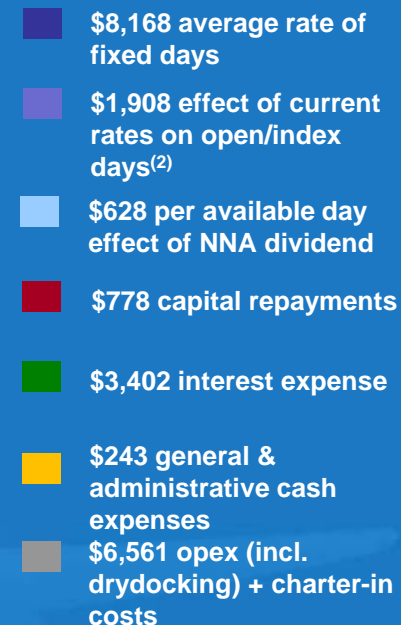 $8,168 average rate of
fixed days
$1,908 effect of current
rates on open/index
days(2)
$628 per available day
effect of NNA dividend
$778 capital repayments
$3,402 interest expense
$243 general &
administrative cash
expenses
$6,561 opex (incl.
drydocking) + charter-in
costs